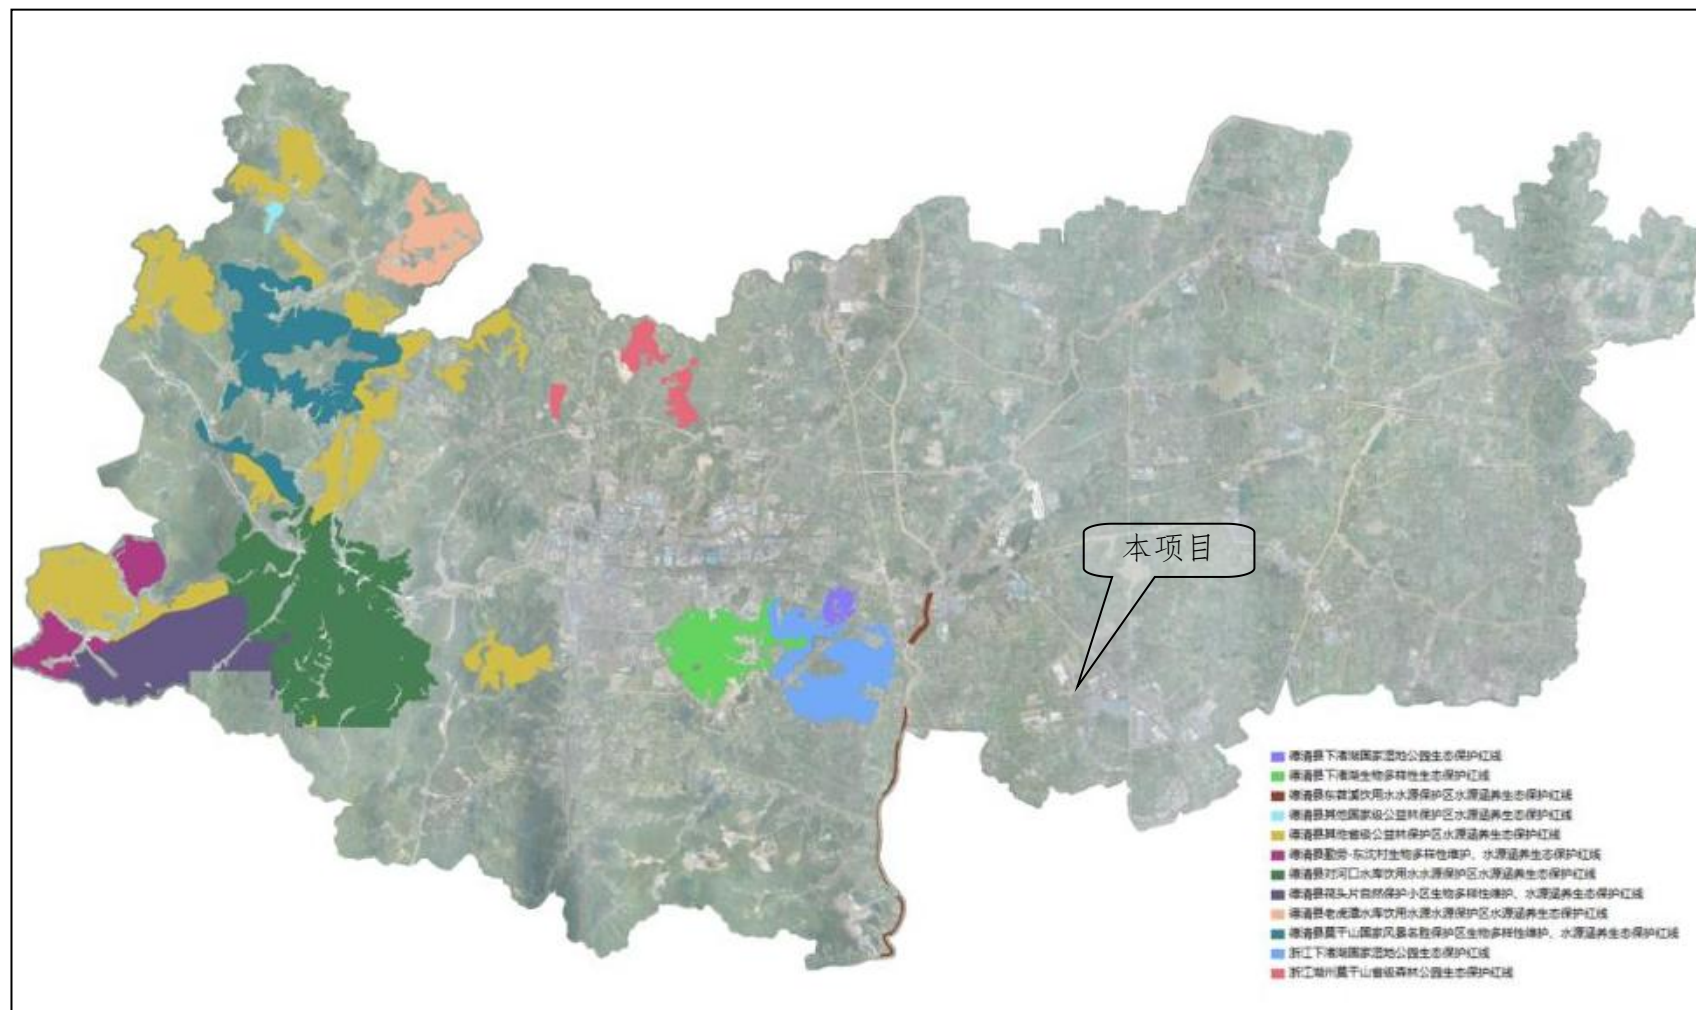 本项目
德清县下渚湖国家湿地公园生态保护红线
德清县下渚湖生物多样性生态保护红线
德清县东苕溪饮用水水源保护区水源涵养生态保护红线
德清县其他国家级公益林保护区水源涵养生态保护红线
德清县其他省级公益林保护区水源涵养生态保护红线
德清县勤劳-东沈村生物多样性维护、水源涵养生态保护红线
德清县对河口水库饮用水水源保护区水源涵养生态保护红线
德清县筏头片自然保护小区生物多样性维护、水源涵养生态保护红线
德清县老虎潭水库饮用水源水源保护区水源涵养生态保护红线
德清县莫干山国家风景名胜保护区生物多样性维护、水源涵养生态保护红线
浙江下渚湖国家湿地公园生态保护红线
浙江湖州莫干山省级森林公园生态保护红线